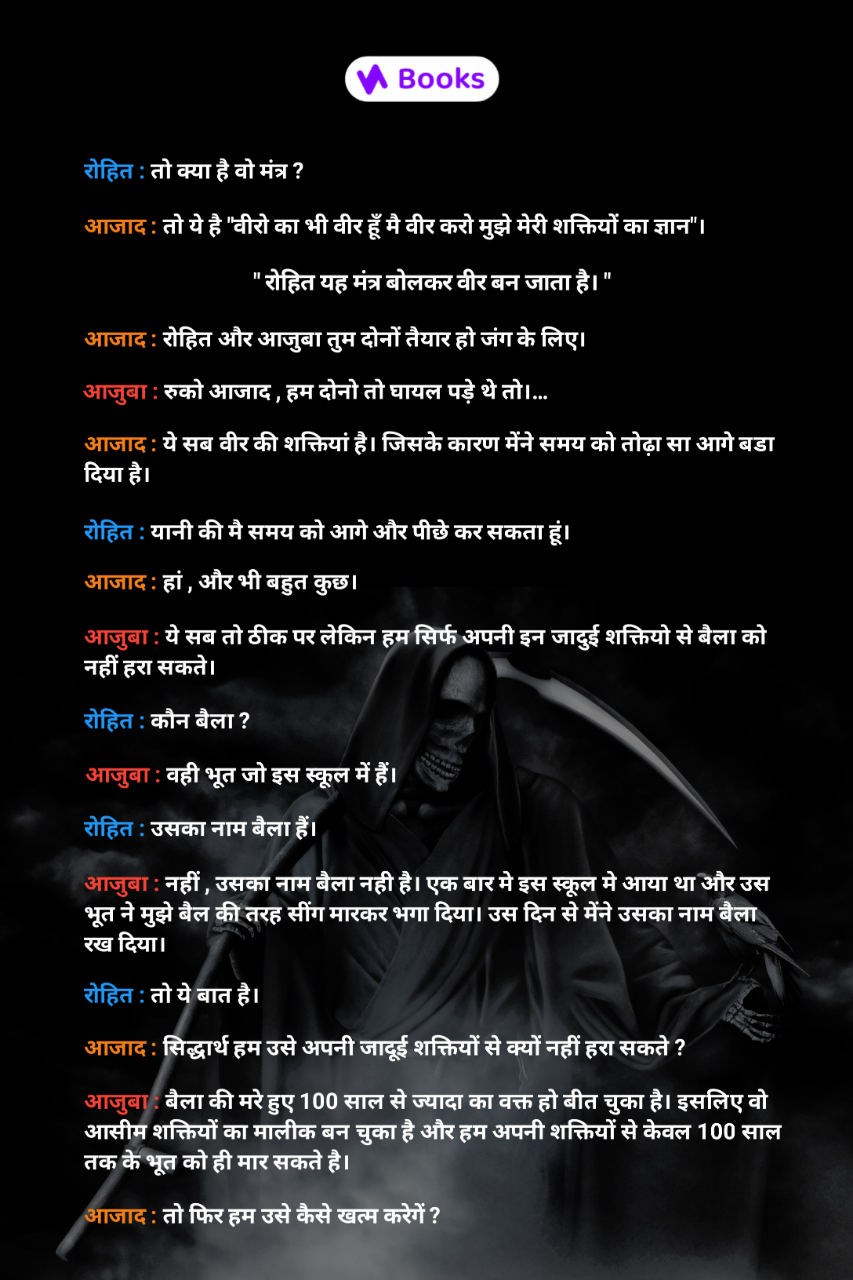 Books
रोहित : तो क्या है वो मंत्र ?
आजाद : तो ये है "वीरो का भी वीर हूँ मै वीर करो मुझे मेरी शक्तियों का ज्ञान"।
" रोहित यह मंत्र बोलकर वीर बन जाता है। "
आजाद : रोहित और आजुबा तुम दोनों तैयार हो जंग के लिए।
आजुबा : रुको आजाद , हम दोनो तो घायल पड़े थे तो।...
आजाद : ये सब वीर की शक्तियां है। जिसके कारण मेंने समय को तोढ़ा सा आगे बडा
दिया है।
रोहित : यानी की मै समय को आगे और पीछे कर सकता हूं।
आजाद : हां , और भी बहुत कुछ।
आजुबा : ये सब तो ठीक पर लेकिन हम सिर्फ अपनी इन जादुई शक्तियो से बैला को
नहीं हरा सकते।
रोहित : कौन बैला ?
आजुबा : वही भूत जो इस स्कूल में हैं।
रोहित : उसका नाम बैला हैं।
आजुबा : नहीं , उसका नाम बैला नही है। एक बार मे इस स्कूल मे आया था और उस
भूत ने मुझे बैल की तरह सींग मारकर भगा दिया। उस दिन से मेंने उसका नाम बैला
रख दिया।
रोहित : तो ये बात है।
आजाद : सिद्धार्थ हम उसे अपनी जादूई शक्तियों से क्यों नहीं हरा सकते ?
आजुबा : बैला की मरे हुए 100 साल से ज्यादा का वक्त हो बीत चुका है। इसलिए वो
आसीम शक्तियों का मालीक बन चुका है और हम अपनी शक्तियों से केवल 100 साल
तक के भूत को ही मार सकते है।
आजाद : तो फिर हम उसे कैसे खत्म करेगें ?